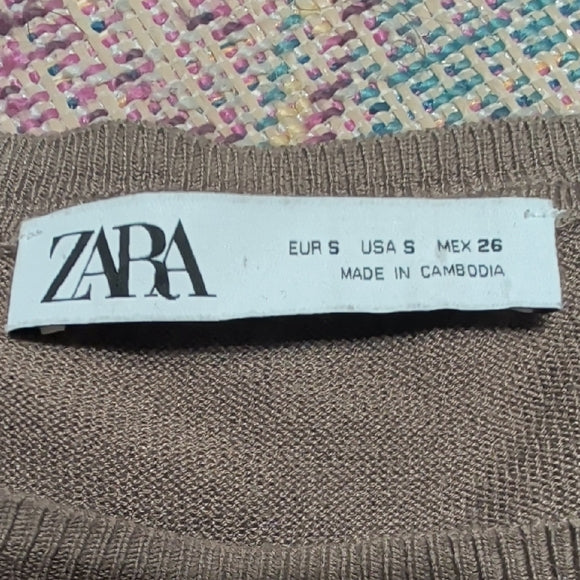 ZARA
EUR S USA S MEX 26
MADE IN CAMBODIA